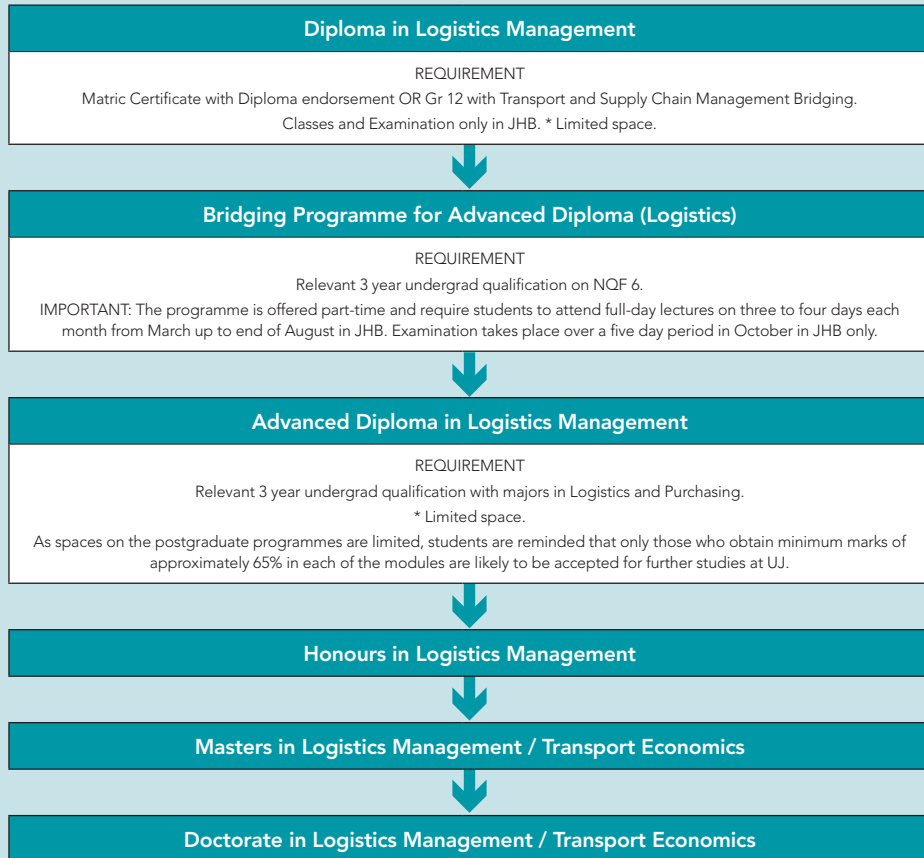 Diploma in Logistics Management
REQUIREMENT
Matric Certificate with Diploma endorsement OR Gr 12 with Transport and Supply Chain Management Bridging.
Classes and Examination only in JHB. * Limited space.
Bridging Programme for Advanced Diploma (Logistics)
REQUIREMENT
Relevant 3 year undergrad qualification on NQF 6.
IMPORTANT: The programme is offered part-time and require students to attend full-day lectures on three to four days each
month from March up to end of August in JHB. Examination takes place over a five day period in October in JHB only.
Advanced Diploma in Logistics Management
REQUIREMENT
Relevant 3 year undergrad qualification with majors in Logistics and Purchasing.
* Limited space.
As spaces on the postgraduate programmes are limited, students are reminded that only those who obtain minimum marks of
approximately 65% in each of the modules are likely to be accepted for further studies at UJ.
Honours in Logistics Management
Masters in Logistics Management / Transport Economics
Doctorate in Logistics Management / Transport Economics